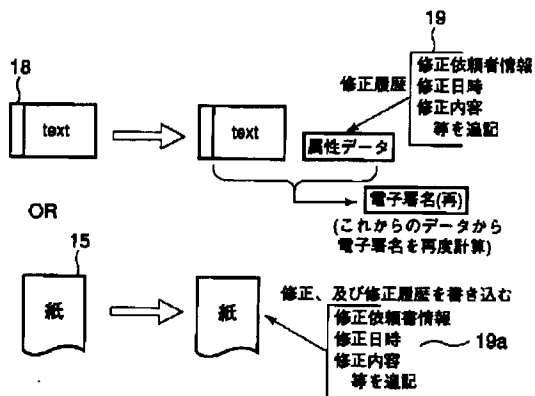 19
18
修正依頼者情報
修正履歴
修正日時
修正内容
等を追記
text
text
属性データ
電子署名(再)
(これからのデータから
電子署名を再度計算)
OR
15
紙
紙
修正、及び修正履歴を書き込む
修正依頼書情報
修正日時
19a
修正内容
等を追記